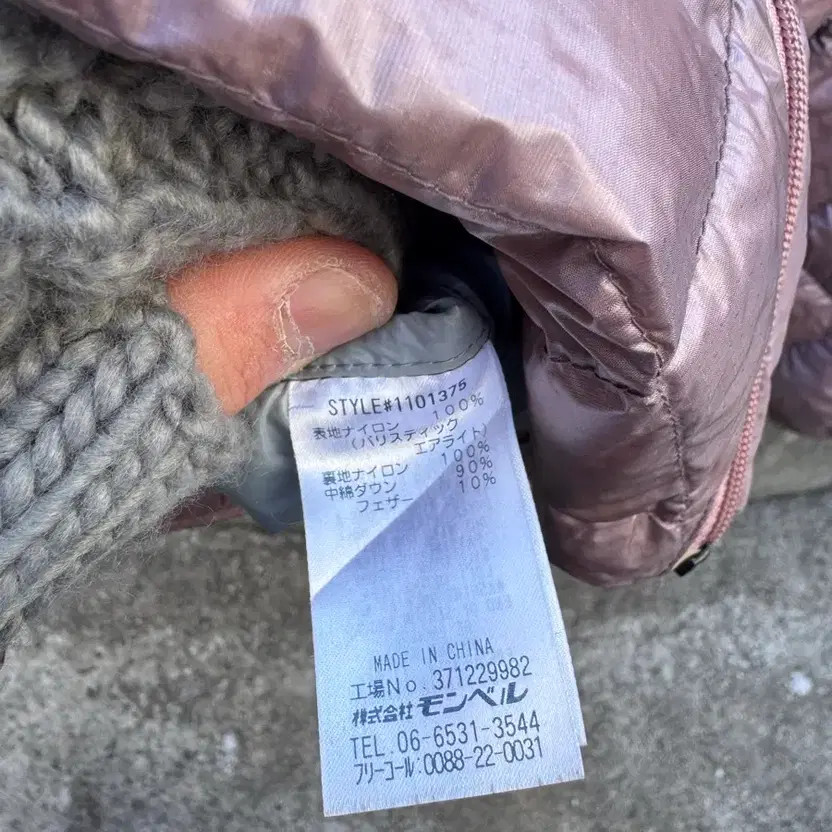 STYLE#1101375
表地ナイロン 100%
(バリスティック
エアライト)
裏地ナイロン 100%
中綿ダウン 90%
フェザー 10%
MADE IN CHINA
工場No.371229982
株式会社モンベル
TEL.06-6531-3544
フリーコール:0088-22-0031